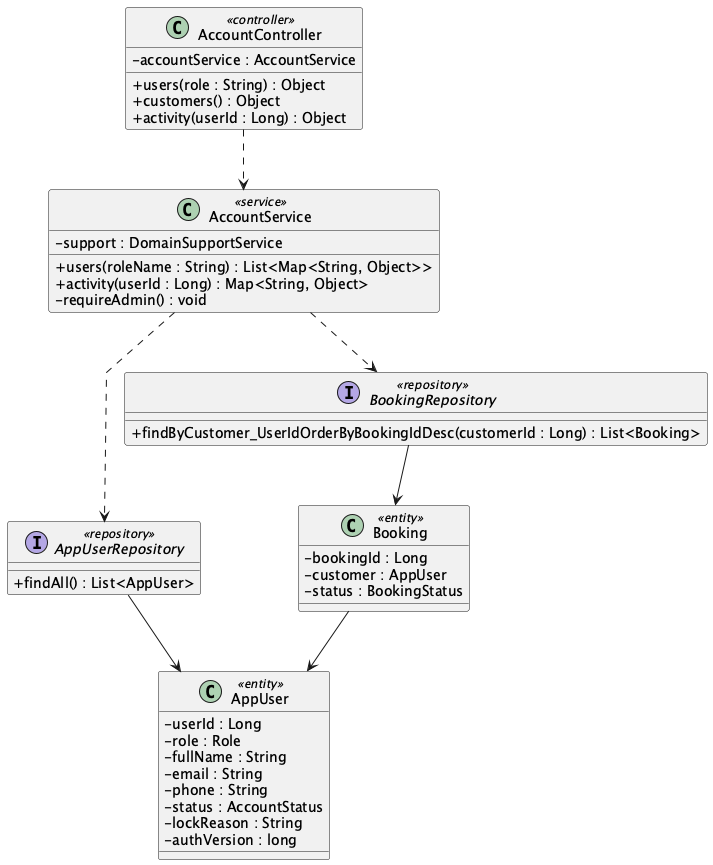 «controller»
C AccountController
-accountService : AccountService
+users(role : String) : Object
+customers() : Object
+activity(userId : Long) : Object
«service»
C AccountService
-support : DomainSupportService
+users(roleName : String) : List<Map<String, Object>>
+activity(userId : Long) : Map<String, Object>
-requireAdmin() : void
«repository»
I BookingRepository
+findByCustomer_UserIdOrderByBookingIdDesc(customerId : Long) : List<Booking>
«repository»
I AppUserRepository
+findAll() : List<AppUser>
«entity»
C Booking
-bookingId : Long
-customer : AppUser
-status : BookingStatus
«entity»
C AppUser
-userId : Long
-role : Role
-fullName : String
-email : String
-phone : String
-status : AccountStatus
-lockReason : String
-authVersion : long